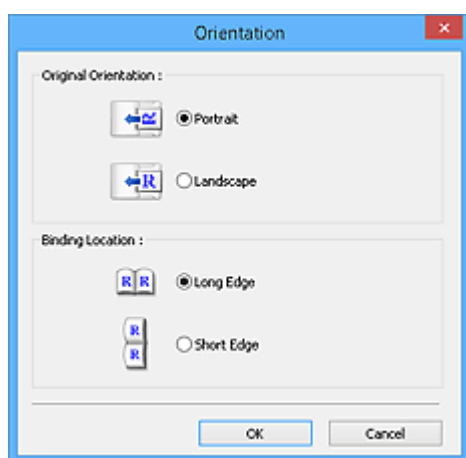 Orientation
Original Orientation :
R
Portrait
R
Landscape
Binding Location :
R R
Long Edge
R
R
Short Edge
OK Cancel